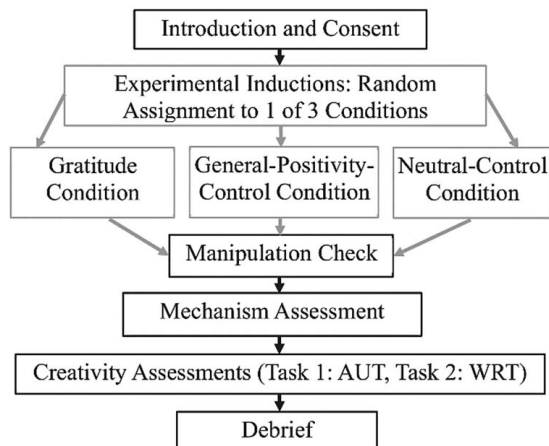 Introduction and Consent
Experimental Inductions: Random
Assignment to 1 of 3 Conditions
Gratitude
Condition
General-Positivity-
Control Condition
Neutral-Control
Condition
Manipulation Check
Mechanism Assessment
Creativity Assessments (Task 1: AUT, Task 2: WRT)
Debrief